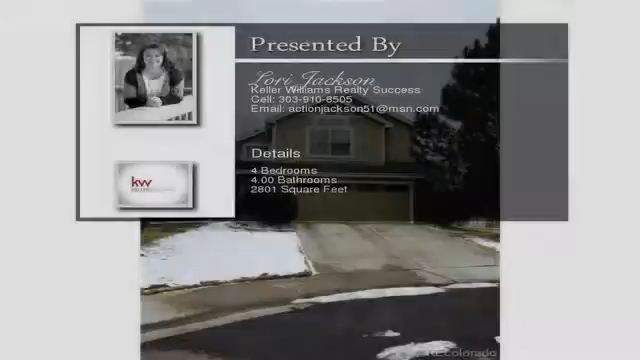 Presented By
Lori Jackson
Keller Williams Realty Success
Cell: 303-910-8505
Email: actionjackson51@msn.com
Details
4 Bedrooms
4.00 Bathrooms
2801 Square Feet
kw
REcolorado